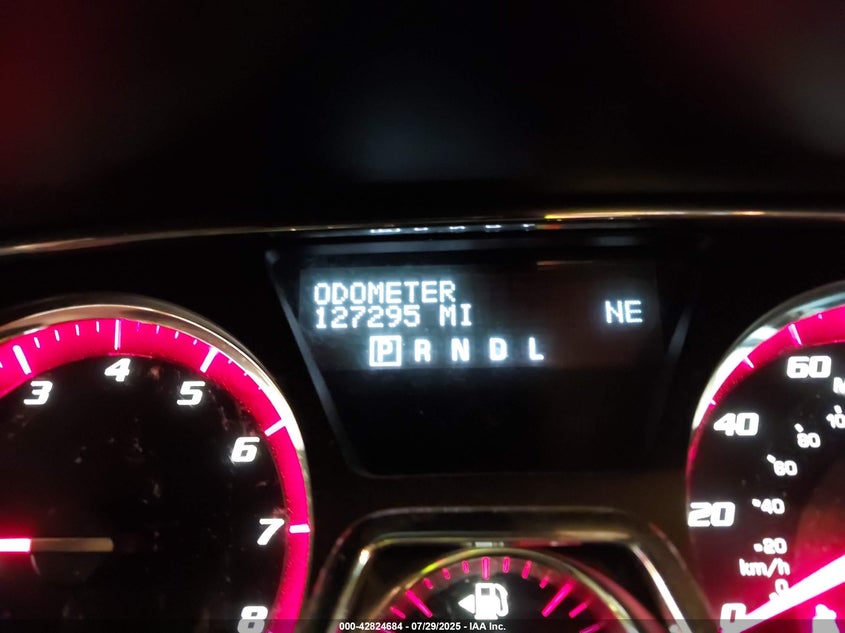 ODOMETER
127295 MI NE
P R N D L
3 4 5 6 7 8
60 40 20 0
80 60 40 20 0
km/h
000-42824684 / 07/29/2025 - IAA Inc.